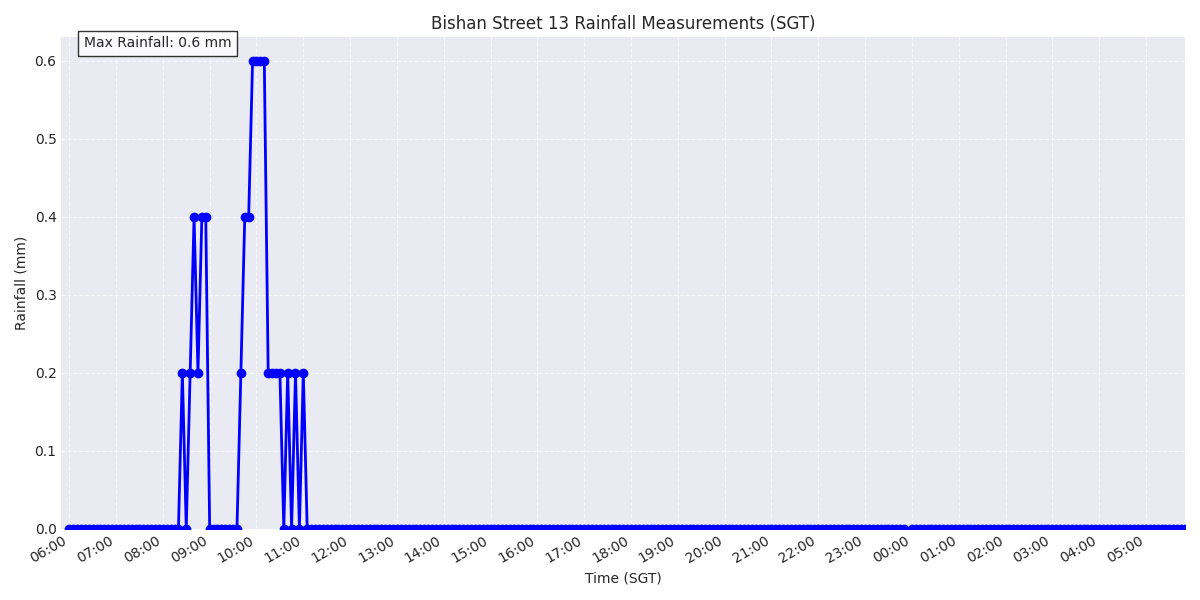 Bishan Street 13 Rainfall Measurements (SGT)
Max Rainfall: 0.6 mm
0.6
0.5
0.4
0.3
0.2
0.1
0.0
Rainfall (mm)
06:00 07:00 08:00 09:00 10:00 11:00 12:00 13:00 14:00 15:00 16:00 17:00 18:00 19:00 20:00 21:00 22:00 23:00 00:00 01:00 02:00 03:00 04:00 05:00
Time (SGT)